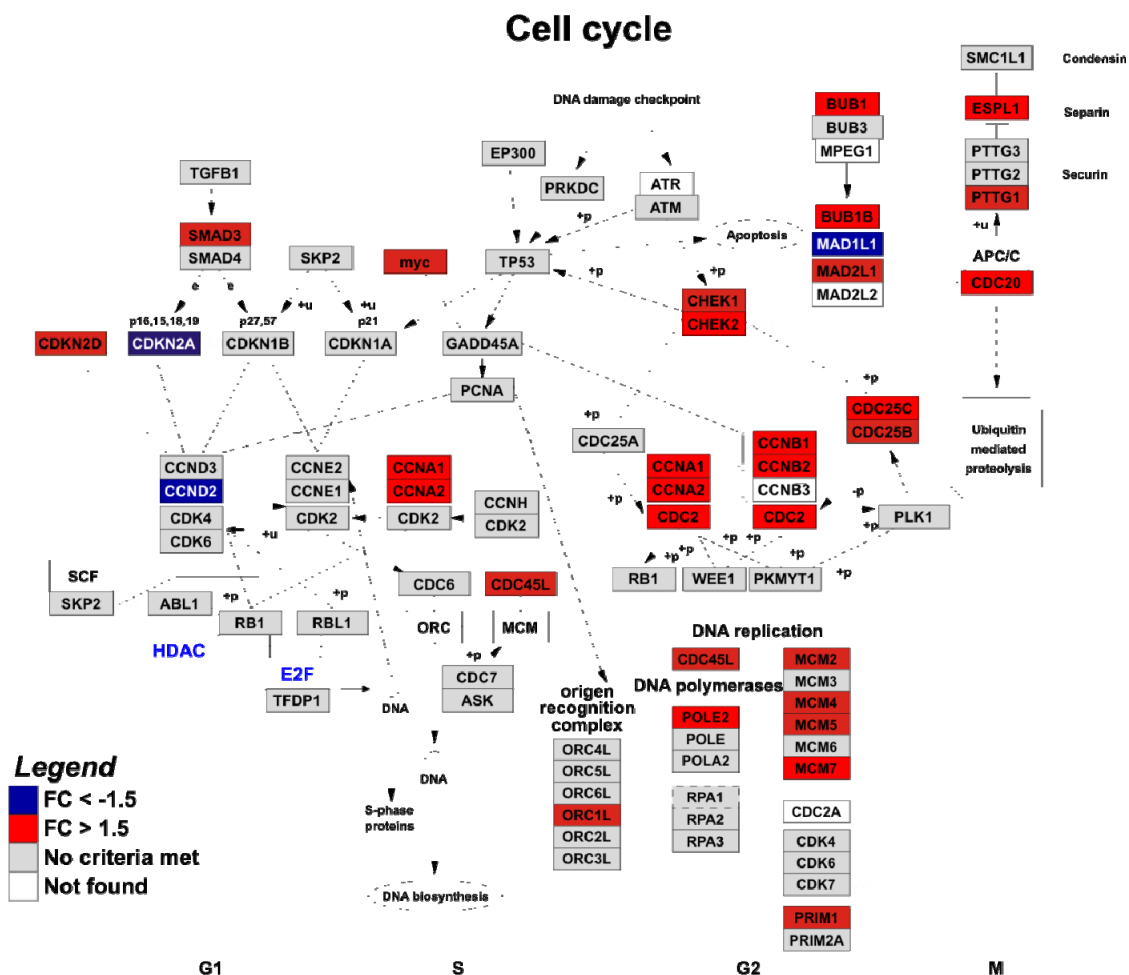 Cell cycle
SMC1L1 Condensin
DNA damage checkpoint
BUB1
ESPL1 Separin
BUB3
EP300
MPEG1
PTTG3
TGFB1
PRKDC
ATR
PTTG2 Securin
ATM
PTTG1
+p
BUB1B
+u
SMAD3
Apoptosis
MAD1L1
SMAD4
SKP2
myc
TP53
APC/C
+p
+p
MAD2L1
CDC20
e
e
MAD2L2
+u
+u
CHEK1
p16,15,18,19
p27,57
p21
CHEK2
CDKN2D
CDKN2A
CDKN1B
CDKN1A
GADD45A
+p
PCNA
CDC25C
+p
CDC25B
CDC25A
CCNB1
Ubiquitin
mediated
proteolysis
CCND3
CCNE2
CCNA1
CCNA1
CCNB2
CCND2
CCNE1
CCNA2
CCNA2
CCNB3
-p
CCNH
+p
CDK4
CDK2
CDK2
CDK2
CDC2
CDC2
PLK1
CDK6
+u
+p
+p
+p
+p
+p
+p
+p
SCF
CDC6
CDC45L
RB1
WEE1
PKMYT1
SKP2
ABL1
+p
+p
RB1
RBL1
ORC
MCM
HDAC
+p
DNA replication
E2F
CDC45L
MCM2
CDC7
DNA polymerases
MCM3
TFDP1
ASK
origen
recognition
complex
MCM4
DNA
POLE2
MCM5
POLE
MCM6
ORC4L
POLA2
MCM7
Legend
ORC5L
DNA
FC < -1.5
ORC6L
RPA1
FC > 1.5
S-phase
proteins
ORC1L
RPA2
CDC2A
No criteria met
ORC2L
RPA3
CDK4
Not found
ORC3L
CDK6
CDK7
DNA biosynthesis
PRIM1
PRIM2A
G1 S G2 M